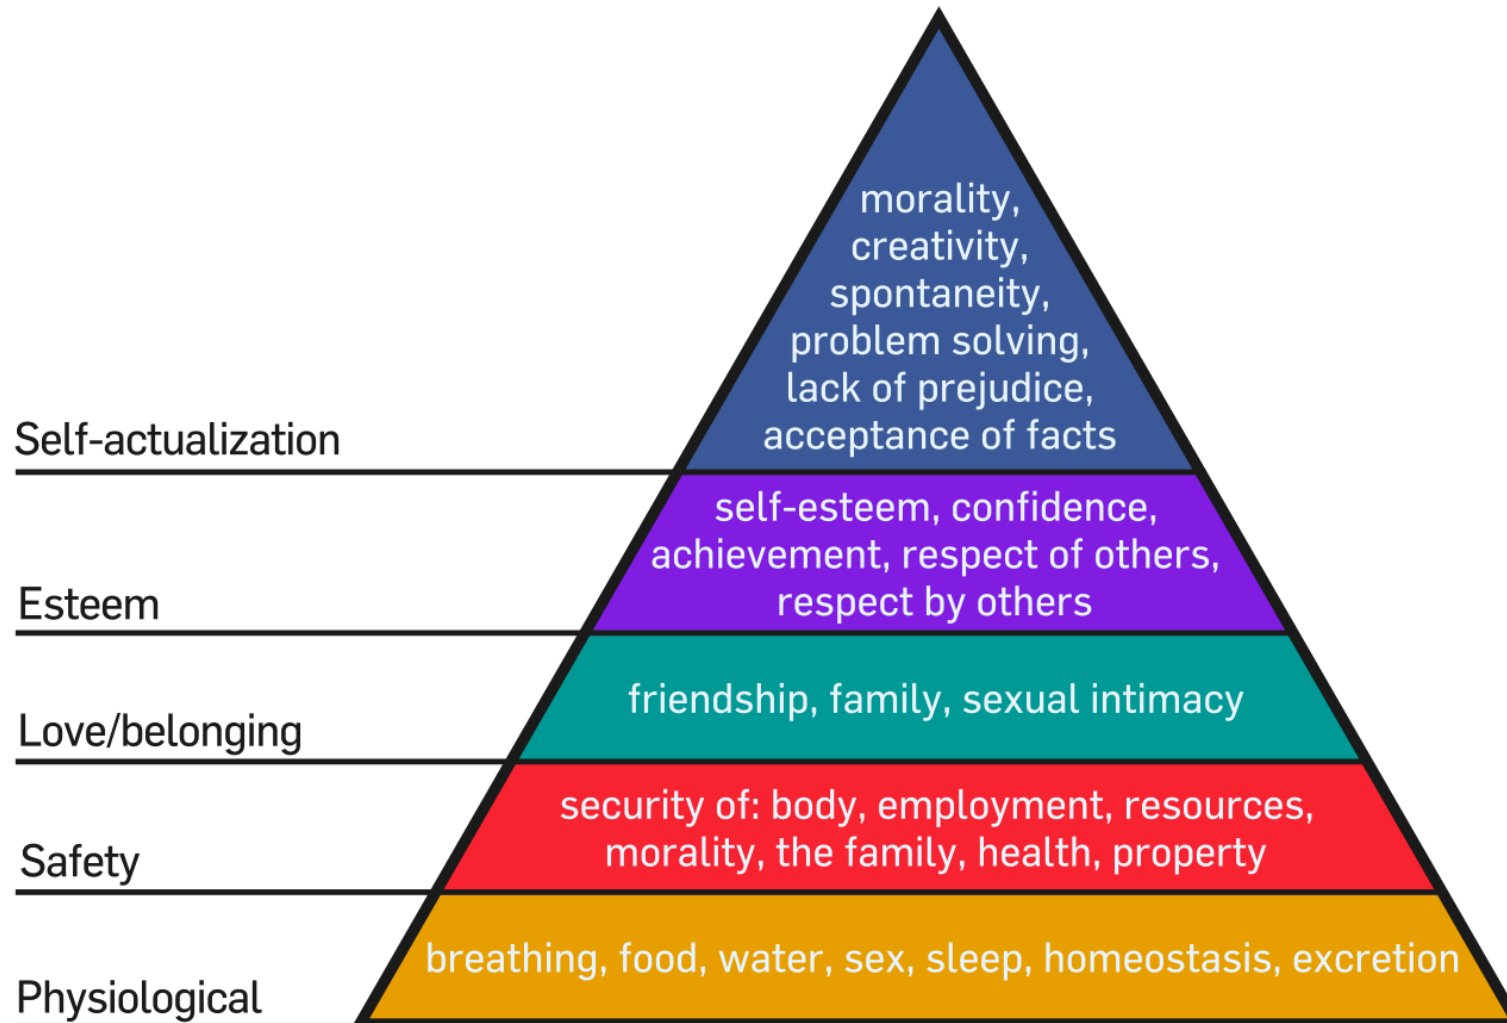 morality,
creativity,
spontaneity,
problem solving,
lack of prejudice,
acceptance of facts
Self-actualization
self-esteem, confidence,
achievement, respect of others,
respect by others
Esteem
friendship, family, sexual intimacy
Love/belonging
security of: body, employment, resources,
morality, the family, health, property
Safety
breathing, food, water, sex, sleep, homeostasis, excretion
Physiological